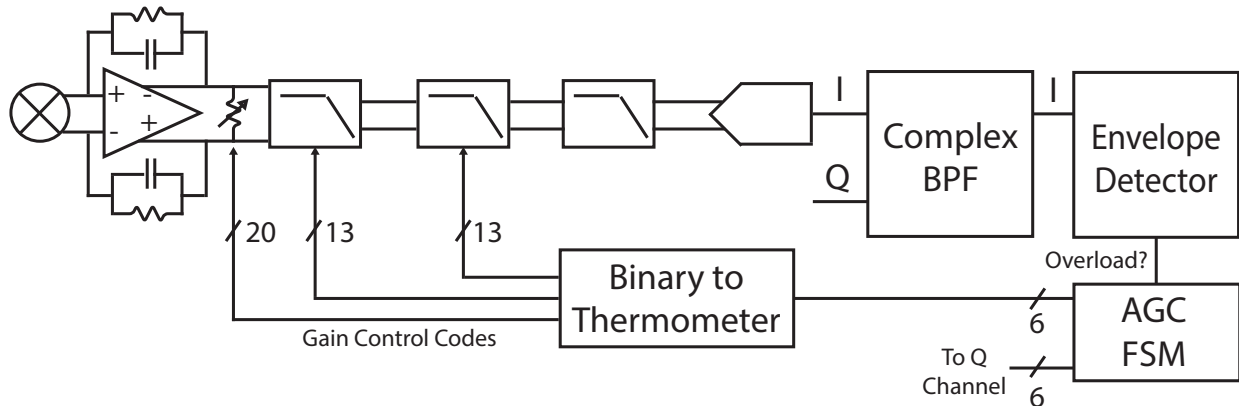 + -
- +
I
Q
Complex
BPF
I
Envelope
Detector
20
13
13
Overload?
Binary to
Thermometer
Gain Control Codes
6
AGC
FSM
To Q
Channel
6